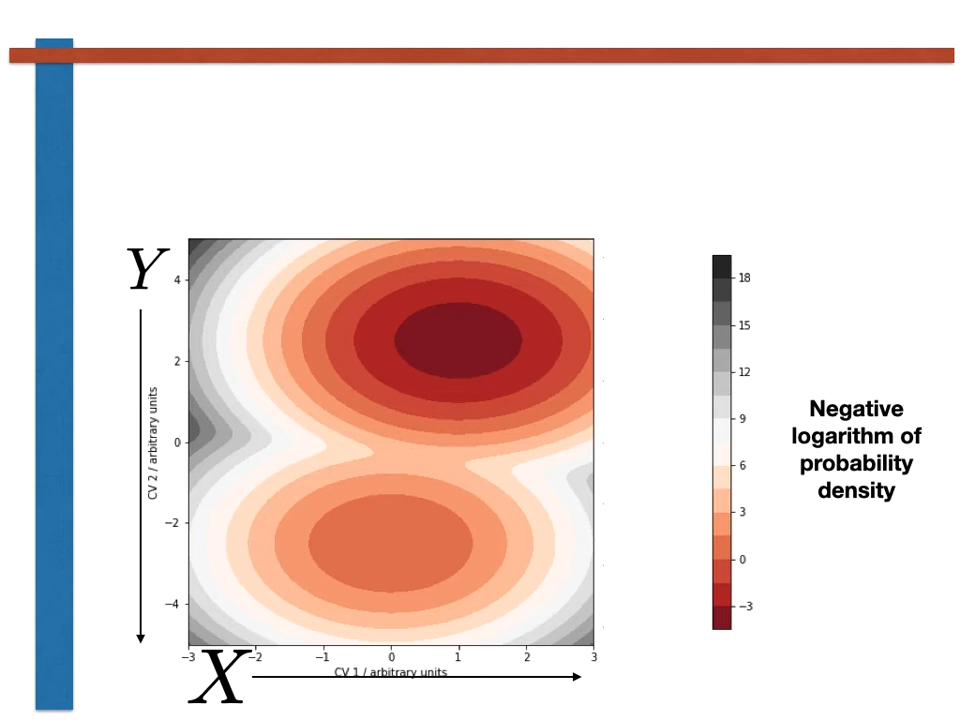 Y
4
2
0
−2
−4
CV 2 / arbitrary units
−3 −2 −1 0 1 2 3
CV 1 / arbitrary units
X
18
15
12
9
6
3
0
−3
Negative
logarithm of
probability
density